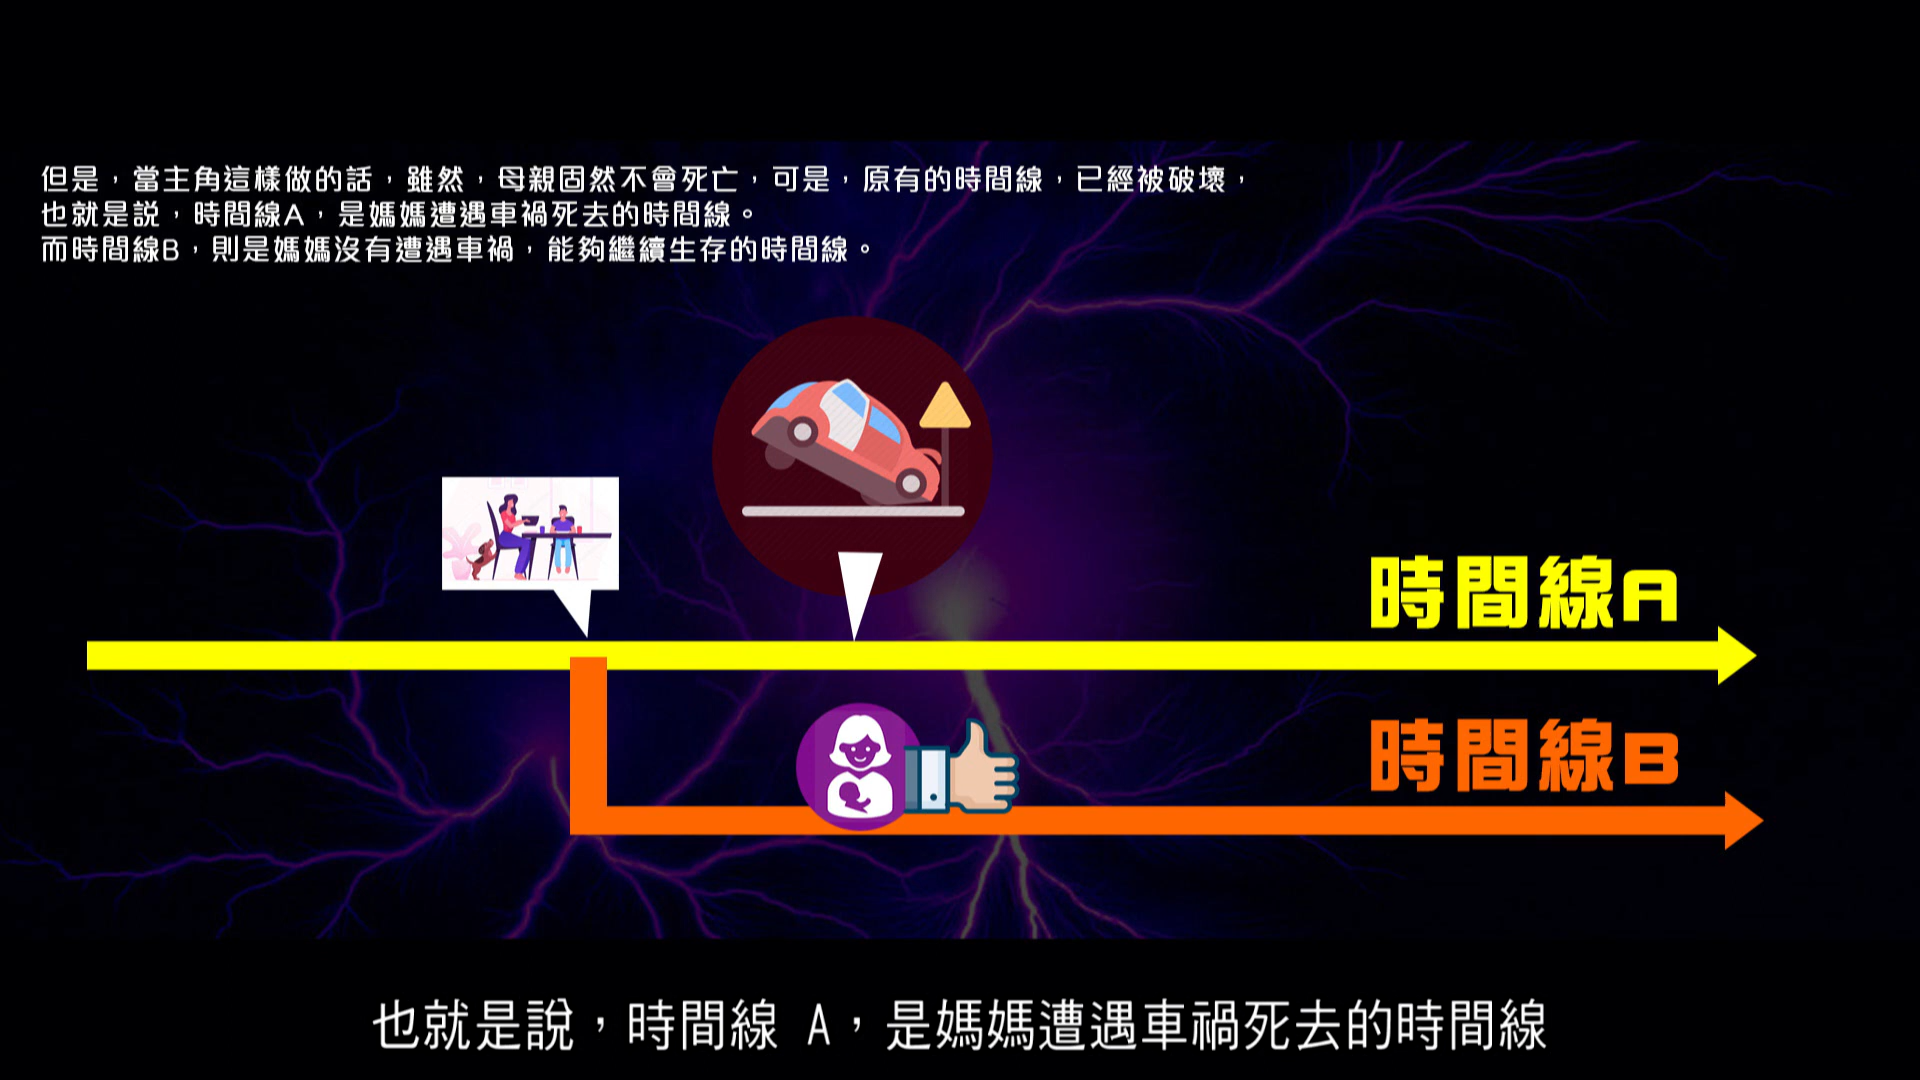 但是，當主角這樣做的話，雖然，母親固然不會死亡，可是，原有的時間線，已經被破壞，
也就是説，時間線A，是媽媽遭遇車禍死去的時間線。
而時間線B，則是媽媽沒有遭遇車禍，能夠繼續生存的時間線。
時間線A
時間線B
也就是說，時間線 A，是媽媽遭遇車禍死去的時間線